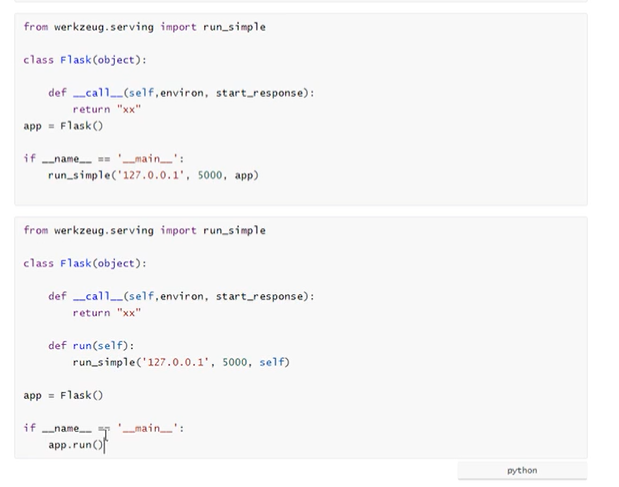 from werkzeug.serving import run_simple
class Flask(object):
def __call__(self,environ, start_response):
return "xx"
app = Flask()
if __name__ == '__main__':
run_simple('127.0.0.1', 5000, app)
from werkzeug.serving import run_simple
class Flask(object):
def __call__(self,environ, start_response):
return "xx"
def run(self):
run_simple('127.0.0.1', 5000, self)
app = Flask()
if __name__ == '__main__':
app.run()
python